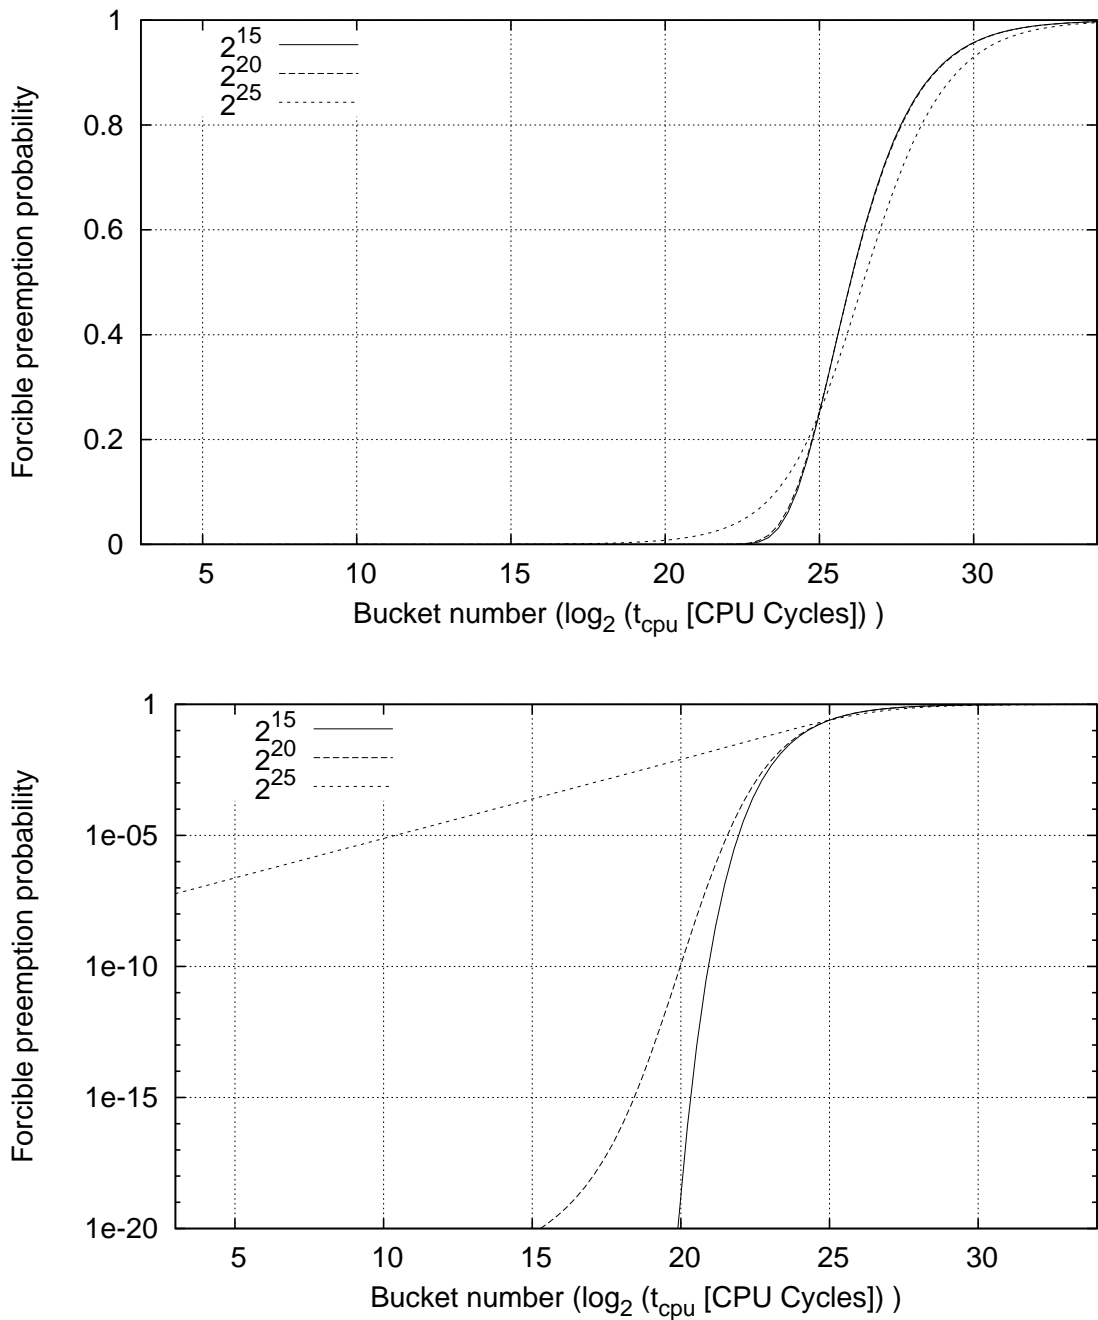 1
0.8
0.6
0.4
0.2
0
Forcible preemption probability
2^15
2^20
2^25
5 10 15 20 25 30
Bucket number (log_2 (t_cpu [CPU Cycles]) )
1
1e-05
1e-10
1e-15
1e-20
Forcible preemption probability
2^15
2^20
2^25
5 10 15 20 25 30
Bucket number (log_2 (t_cpu [CPU Cycles]) )